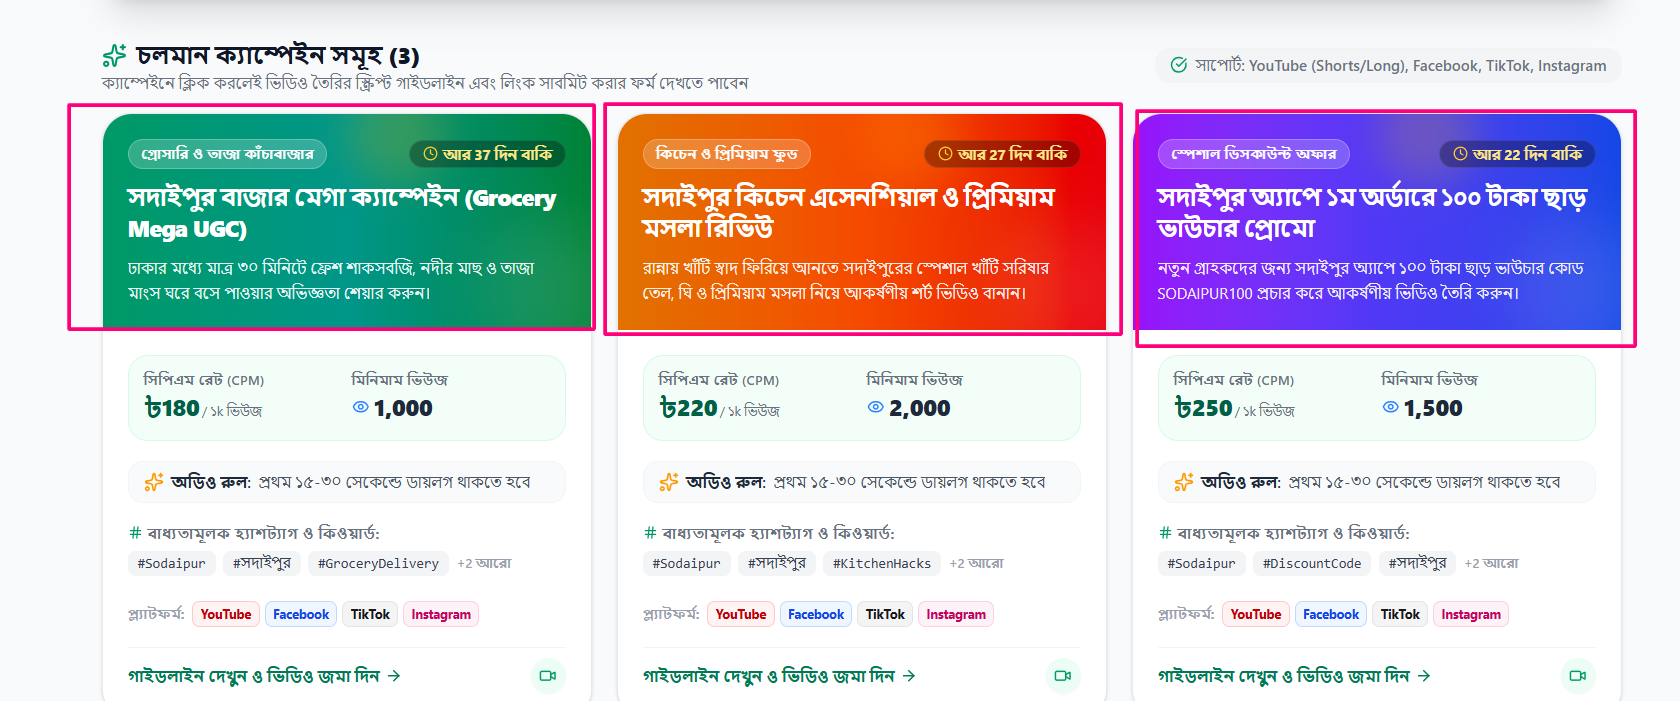 চলমান ক্যাম্পেইন সমূহ (3)
ক্যাম্পেইনে ক্লিক করলেই ভিডিও তৈরির স্ক্রিপ্ট গাইডলাইন এবং লিংক সাবমিট করার ফর্ম দেখতে পাবেন
সাপোর্ট: YouTube (Shorts/Long), Facebook, TikTok, Instagram
গ্রোসারি ও তাজা কাঁচাবাজার
আর 37 দিন বাকি
সদাইপুর বাজার মেগা ক্যাম্পেইন (Grocery
Mega UGC)
ঢাকার মধ্যে মাত্র ৩০ মিনিটে ফ্রেশ শাকসবজি, নদীর মাছ ও তাজা
মাংস ঘরে বসে পাওয়ার অভিজ্ঞতা শেয়ার করুন।
সিপিএম রেট (CPM)
মিনিমাম ভিউজ
৳180 / ১k ভিউজ
1,000
অডিও রুল: প্রথম ১৫-৩০ সেকেন্ডে ডায়লগ থাকতে হবে
# বাধ্যতামূলক হ্যাশট্যাগ ও কিওয়ার্ড:
#Sodaipur #সদাইপুর #GroceryDelivery +2 আরো
প্ল্যাটফর্ম: YouTube Facebook TikTok Instagram
গাইডলাইন দেখুন ও ভিডিও জমা দিন →
কিচেন ও প্রিমিয়াম ফুড
আর 27 দিন বাকি
সদাইপুর কিচেন এসেনশিয়াল ও প্রিমিয়াম
মসলা রিভিউ
রান্নায় খাঁটি স্বাদ ফিরিয়ে আনতে সদাইপুরের স্পেশাল খাঁটি সরিষার
তেল, ঘি ও প্রিমিয়াম মসলা নিয়ে আকর্ষণীয় শর্ট ভিডিও বানান।
সিপিএম রেট (CPM)
মিনিমাম ভিউজ
৳220 / ১k ভিউজ
2,000
অডিও রুল: প্রথম ১৫-৩০ সেকেন্ডে ডায়লগ থাকতে হবে
# বাধ্যতামূলক হ্যাশট্যাগ ও কিওয়ার্ড:
#Sodaipur #সদাইপুর #KitchenHacks +2 আরো
প্ল্যাটফর্ম: YouTube Facebook TikTok Instagram
গাইডলাইন দেখুন ও ভিডিও জমা দিন →
স্পেশাল ডিসকাউন্ট অফার
আর 22 দিন বাকি
সদাইপুর অ্যাপে ১ম অর্ডারে ১০০ টাকা ছাড়
ভাউচার প্রোমো
নতুন গ্রাহকদের জন্য সদাইপুর অ্যাপে ১০০ টাকা ছাড় ভাউচার কোড
SODAIPUR100 প্রচার করে আকর্ষণীয় ভিডিও তৈরি করুন।
সিপিএম রেট (CPM)
মিনিমাম ভিউজ
৳250 / ১k ভিউজ
1,500
অডিও রুল: প্রথম ১৫-৩০ সেকেন্ডে ডায়লগ থাকতে হবে
# বাধ্যতামূলক হ্যাশট্যাগ ও কিওয়ার্ড:
#Sodaipur #DiscountCode #সদাইপুর +2 আরো
প্ল্যাটফর্ম: YouTube Facebook TikTok Instagram
গাইডলাইন দেখুন ও ভিডিও জমা দিন →